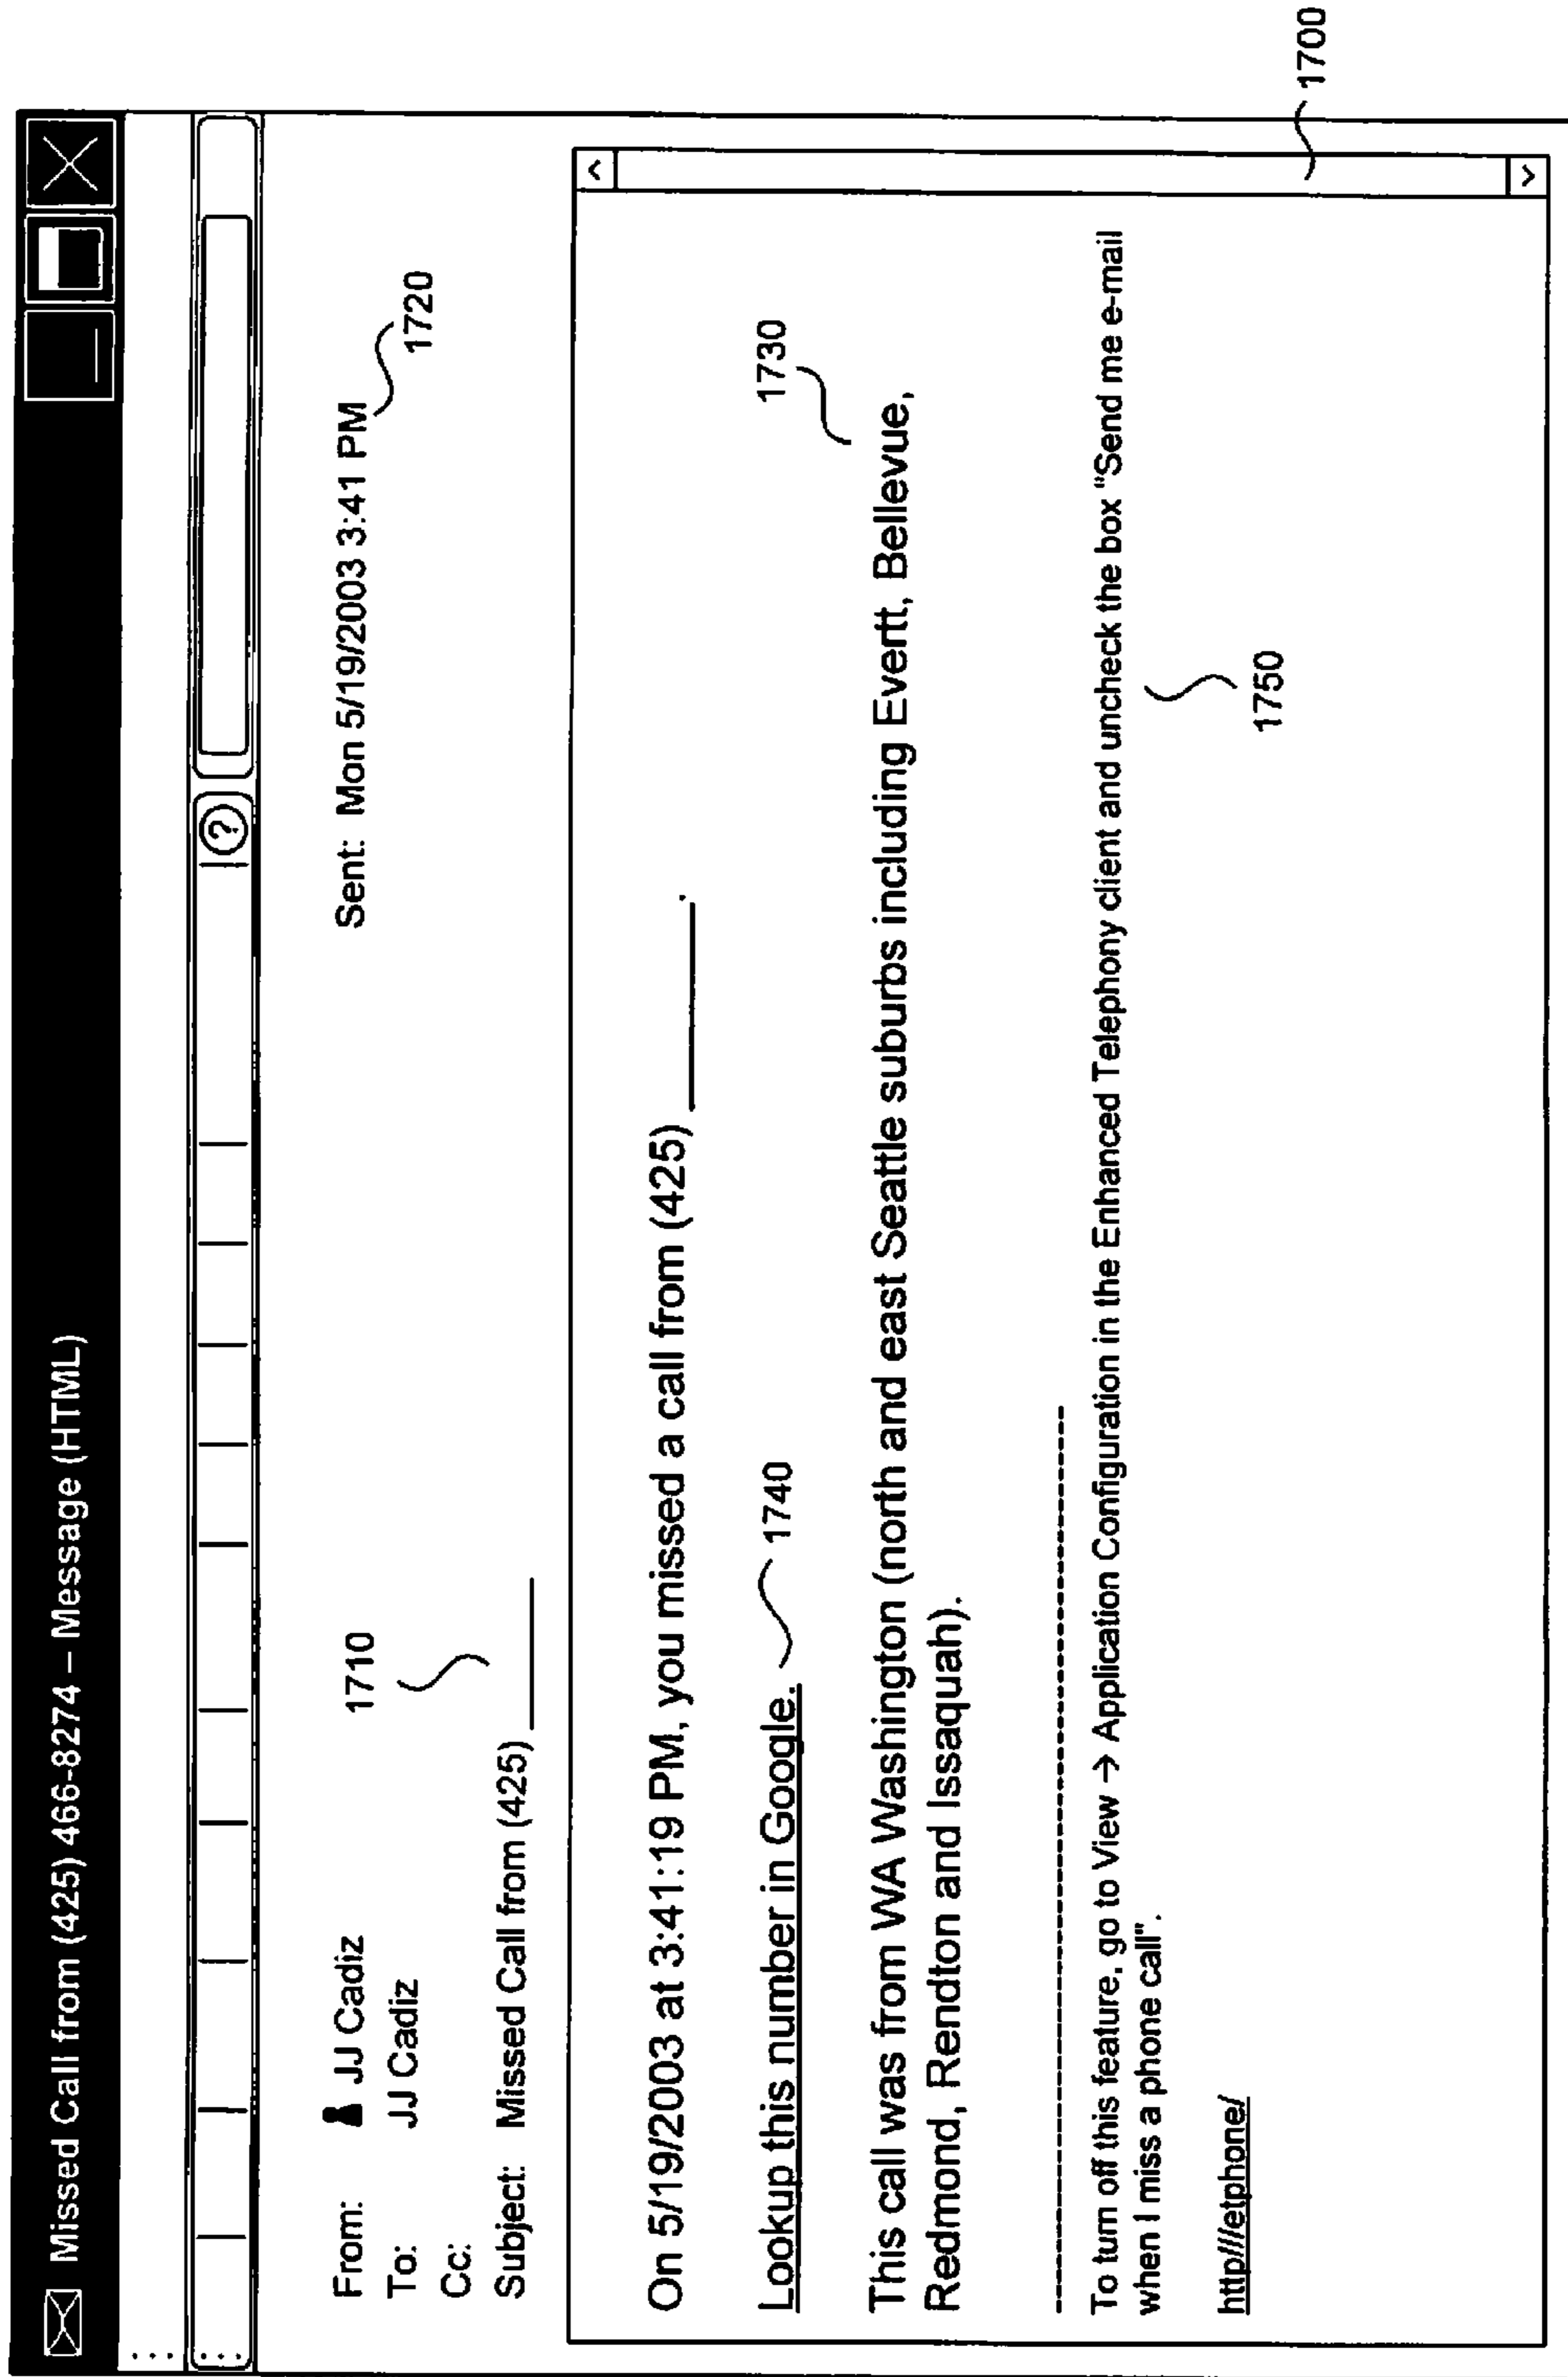 Missed Call from (425) 466-8274 – Message (HTML)
?
From: JJ Cadiz
1710
Sent: Mon 5/19/2003 3:41 PM
1720
To: JJ Cadiz
Cc:
Subject: Missed Call from (425) ______
On 5/19/2003 at 3:41:19 PM, you missed a call from (425) ______.
Lookup this number in Google.
1740
1730
This call was from WA Washington (north and east Seattle suburbs including Evertt, Bellevue,
Redmond, Rendton and Issaquah).
------------------------------------------------
To turn off this feature, go to View → Application Configuration in the Enhanced Telephony client and uncheck the box "Send me e-mail
when I miss a phone call".
1750
http///etphone/
1700